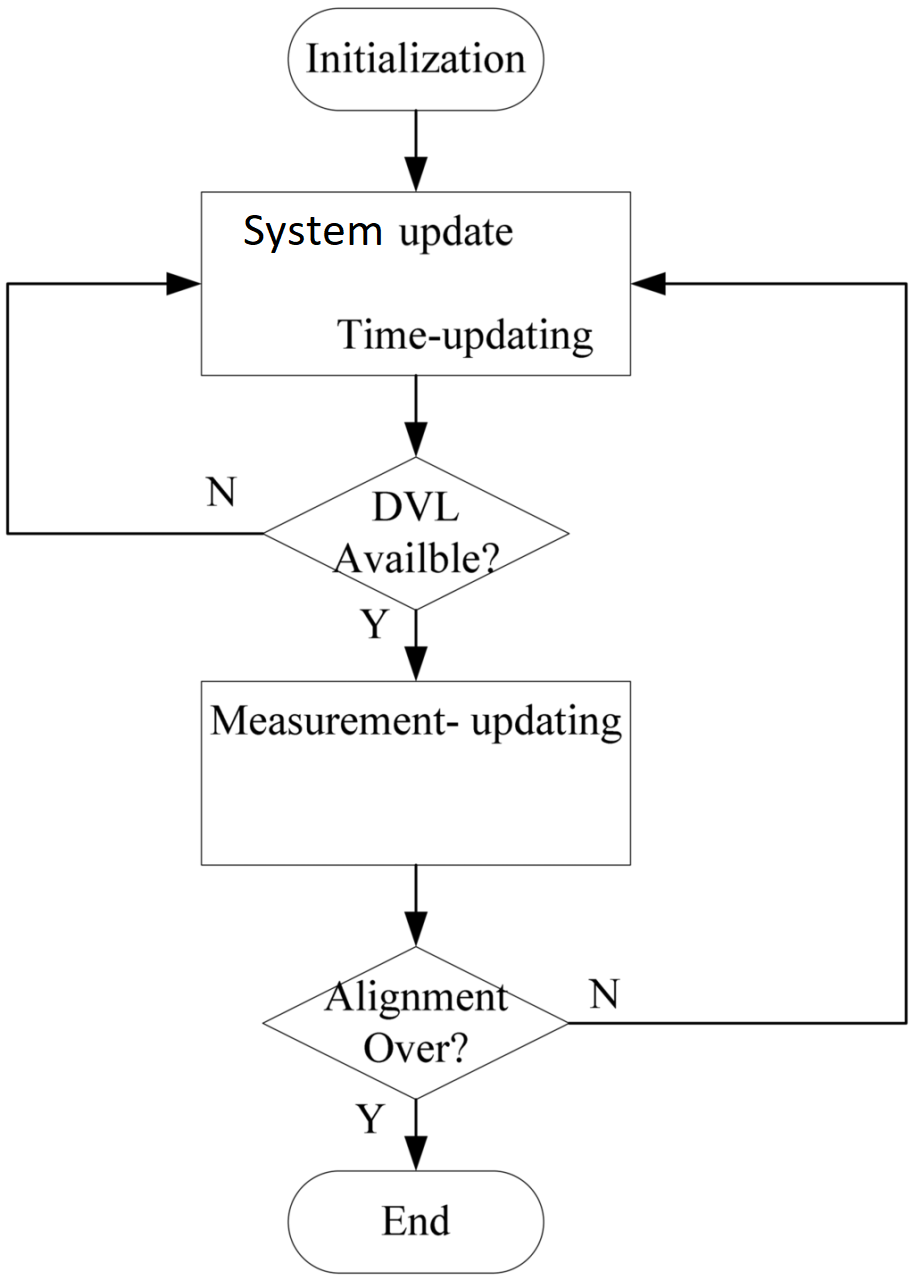 Initialization
System update
Time-updating
N
DVL
Availble?
Y
Measurement- updating
Alignment
N
Over?
Y
End